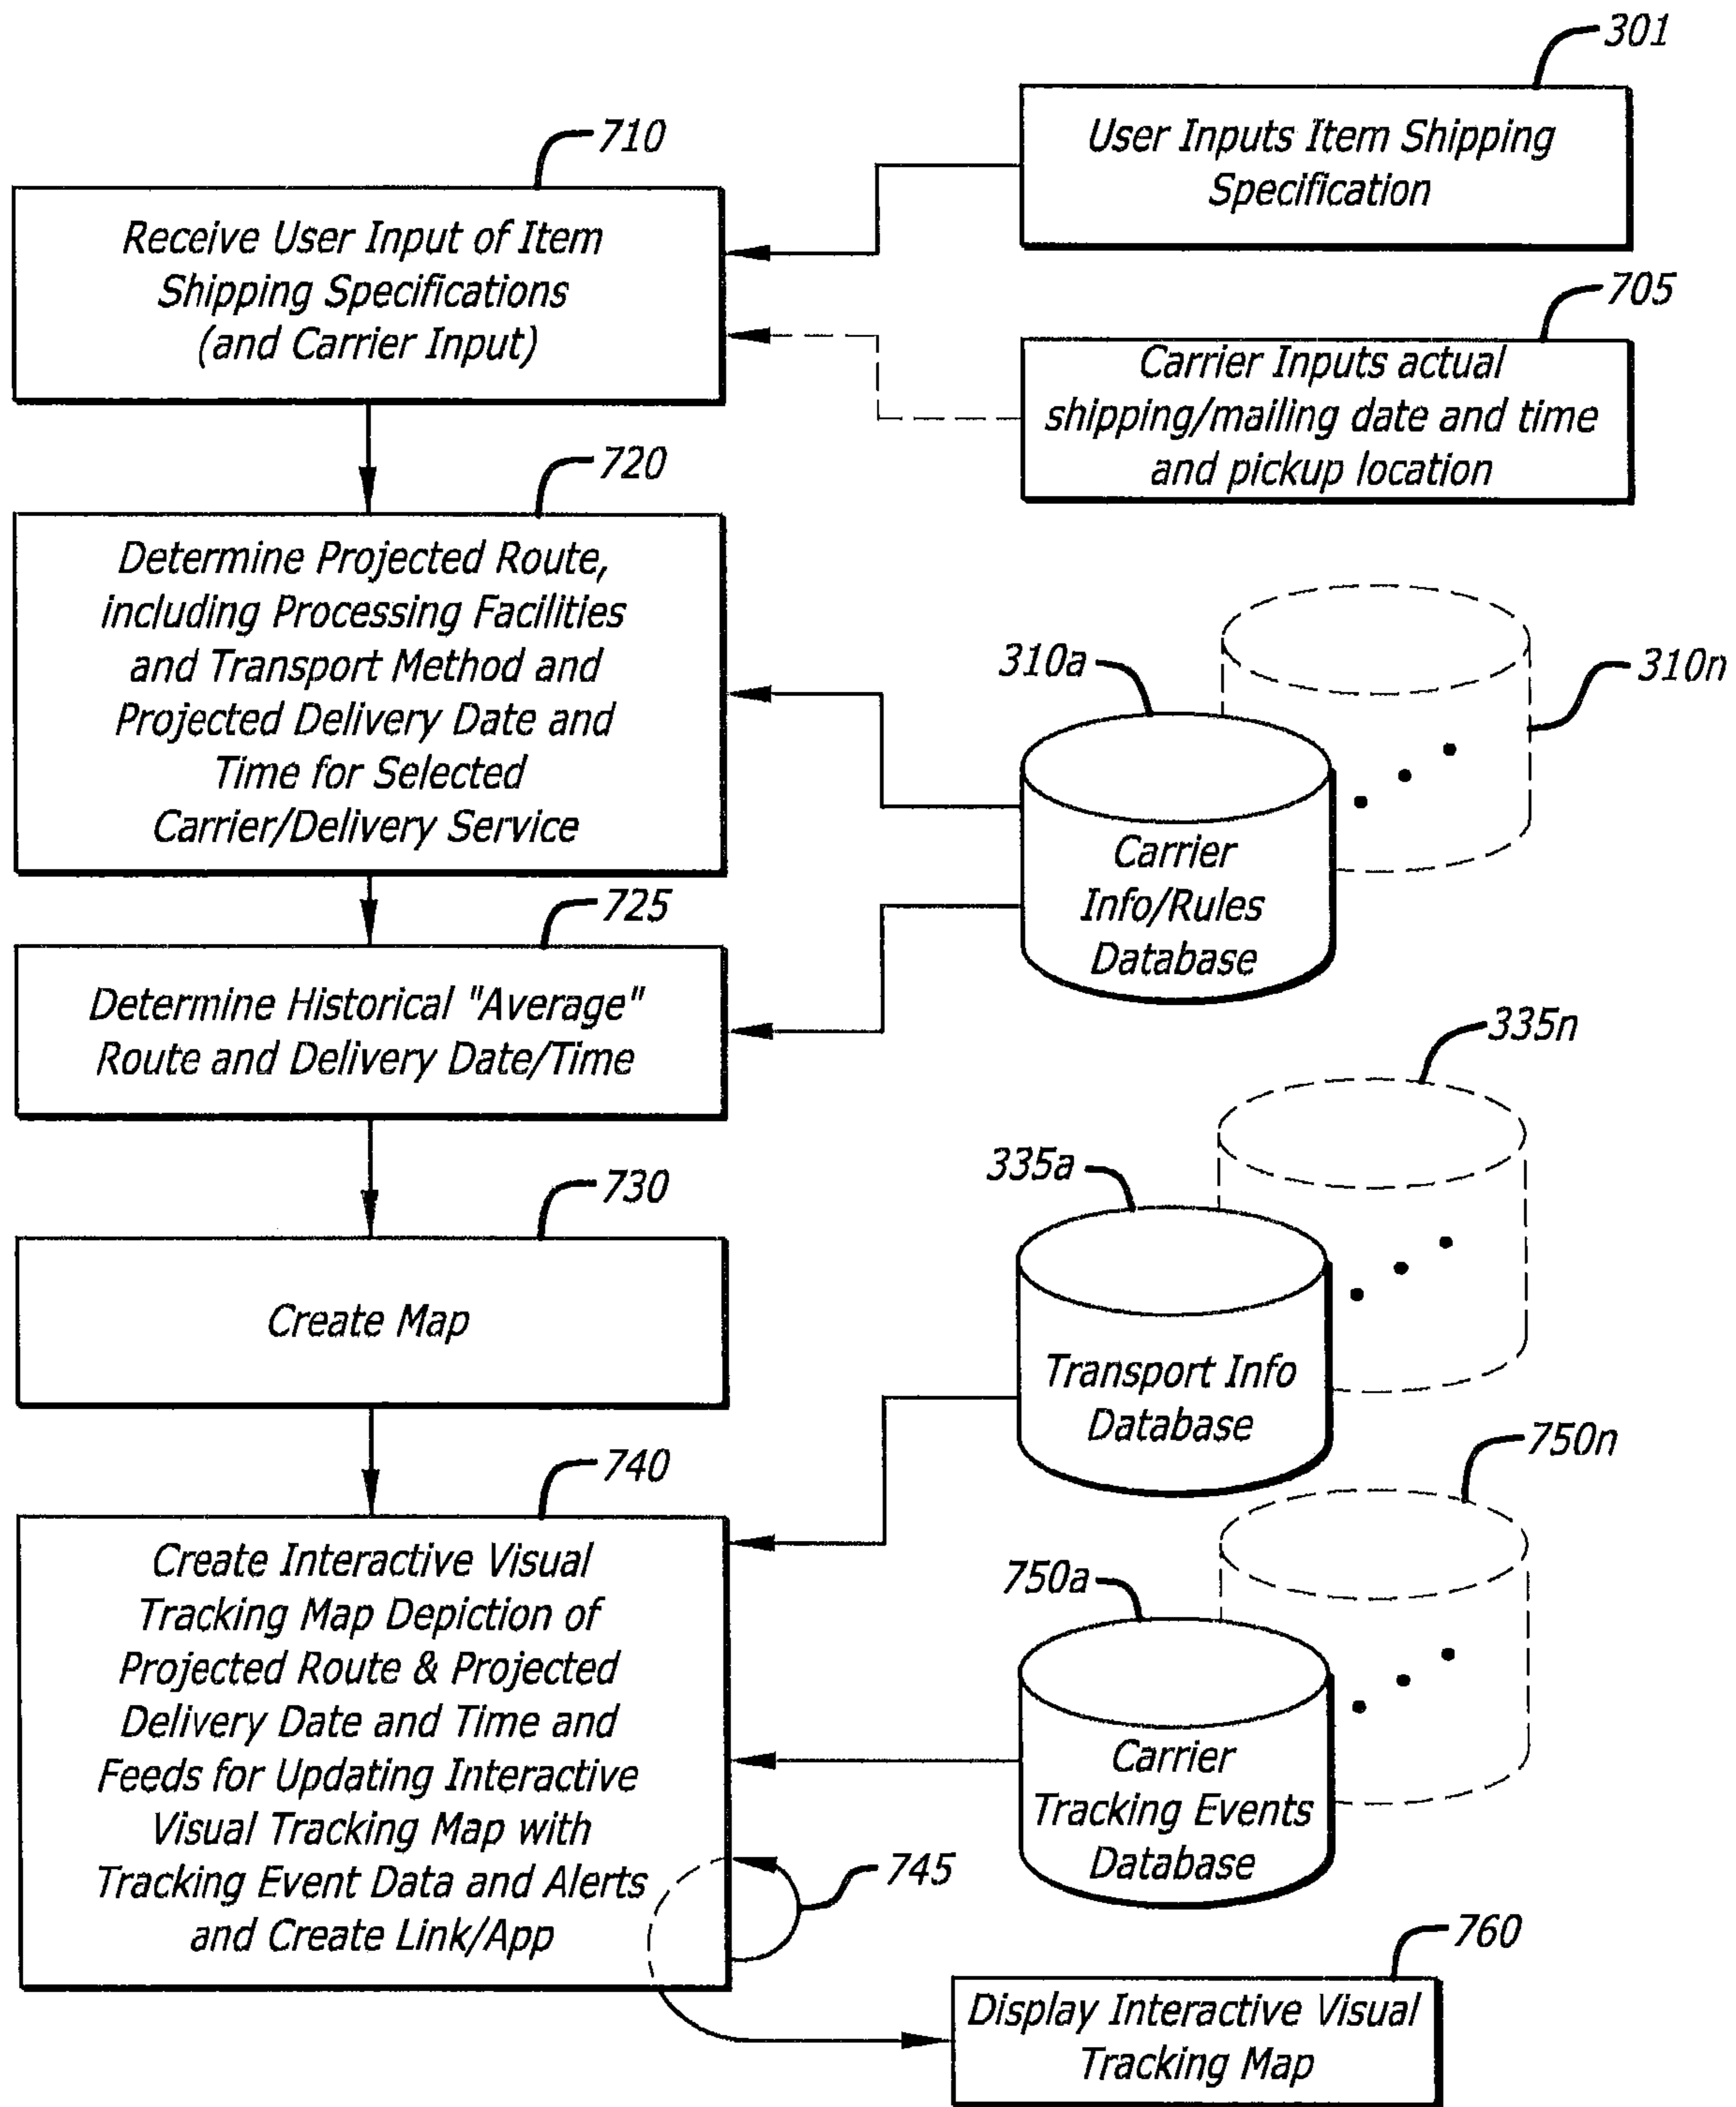 301
User Inputs Item Shipping
Specification
710
Receive User Input of Item
Shipping Specifications
(and Carrier Input)
705
Carrier Inputs actual
shipping/mailing date and time
and pickup location
720
Determine Projected Route,
including Processing Facilities
and Transport Method and
Projected Delivery Date and
Time for Selected
Carrier/Delivery Service
310a
310n
Carrier
Info/Rules
Database
725
Determine Historical "Average"
Route and Delivery Date/Time
335n
335a
Transport Info
Database
730
Create Map
740
Create Interactive Visual
Tracking Map Depiction of
Projected Route & Projected
Delivery Date and Time and
Feeds for Updating Interactive
Visual Tracking Map with
Tracking Event Data and Alerts
and Create Link/App
750n
750a
Carrier
Tracking Events
Database
745
760
Display Interactive Visual
Tracking Map